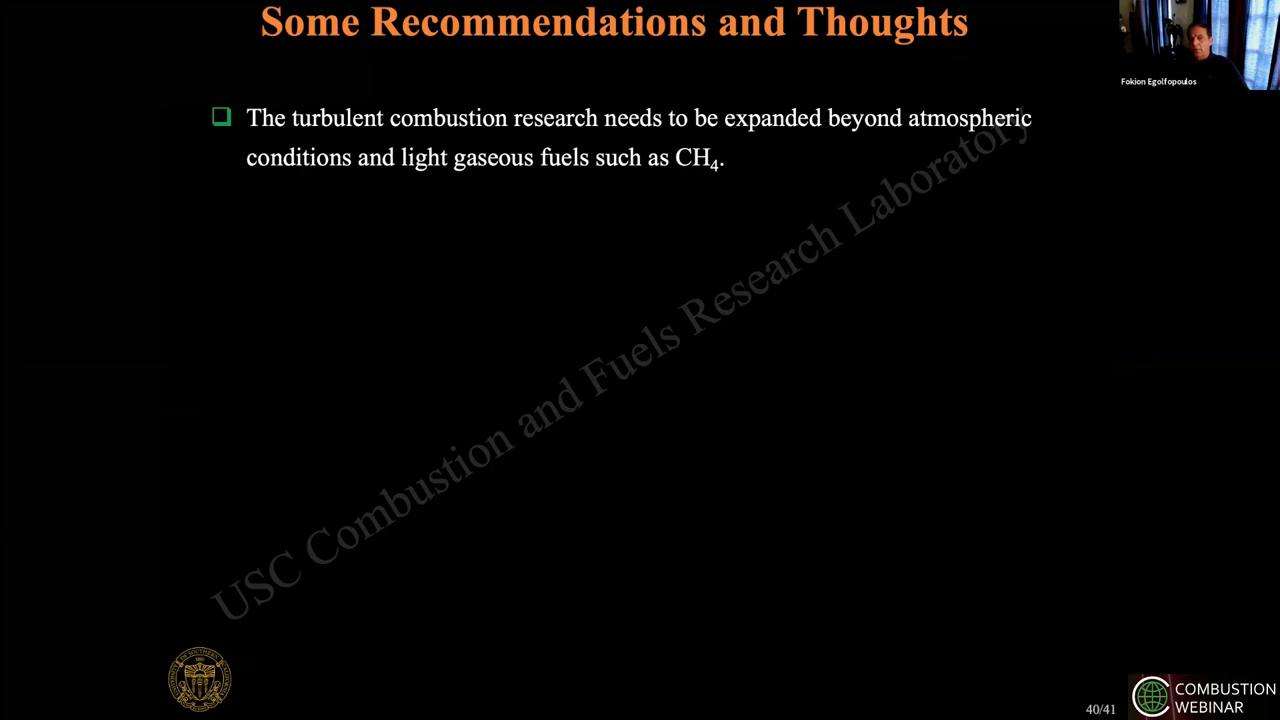 Some Recommendations and Thoughts
Fokion Egolfopoulos
The turbulent combustion research needs to be expanded beyond atmospheric
conditions and light gaseous fuels such as CH₄.
USC Combustion and Fuels Research Laboratory
40/41
COMBUSTION
WEBINAR